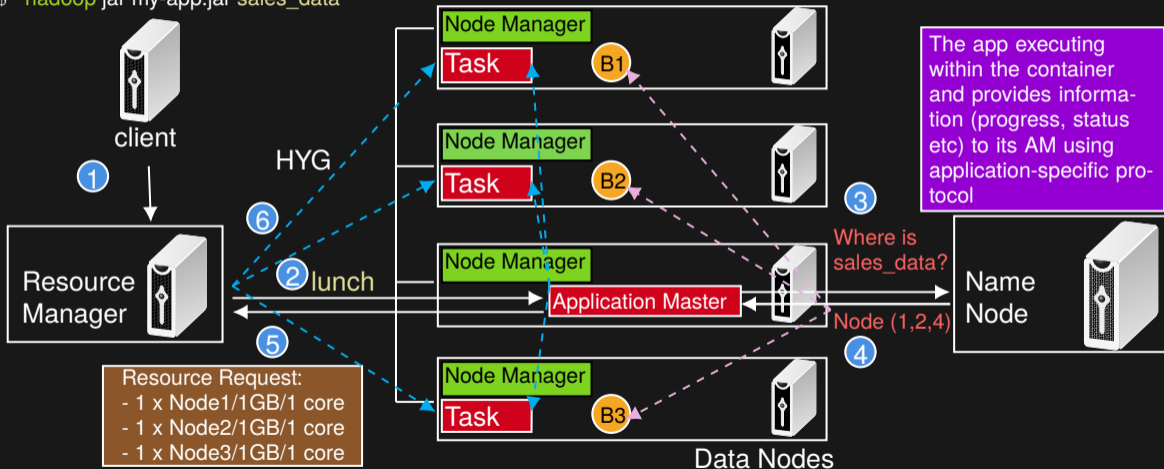 $ hadoop jar my-app.jar sales_data
client
1
HYG
6
2
lunch
Resource
Manager
5
Resource Request:
- 1 x Node1/1GB/1 core
- 1 x Node2/1GB/1 core
- 1 x Node3/1GB/1 core
Node Manager
Task
B1
Node Manager
Task
B2
Node Manager
Application Master
Node Manager
Task
B3
Data Nodes
3
Where is
sales_data?
Node (1,2,4)
4
The app executing
within the container
and provides informa-
tion (progress, status
etc) to its AM using
application-specific pro-
tocol
Name
Node